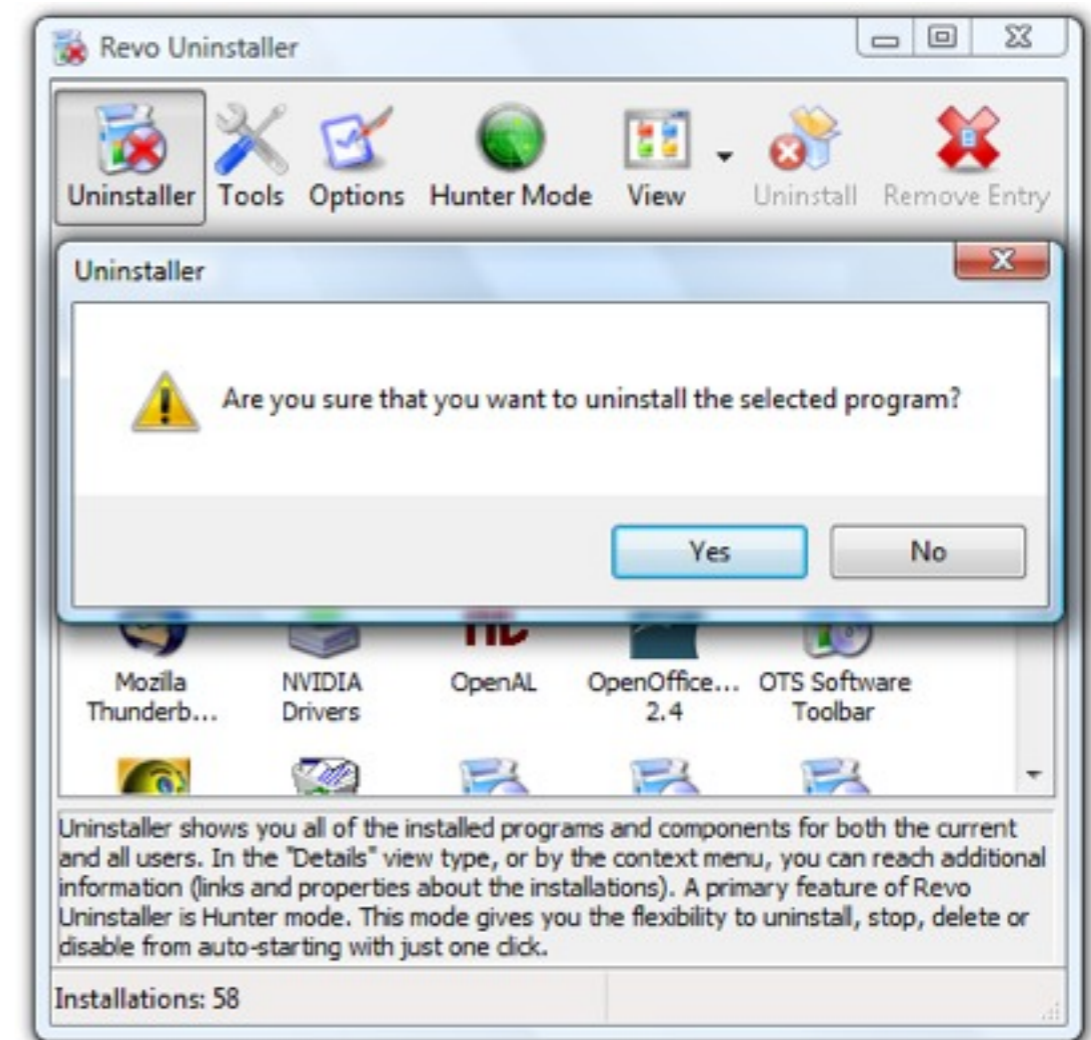 Revo Uninstaller
Uninstaller Tools Options Hunter Mode View Uninstall Remove Entry
Uninstaller
Are you sure that you want to uninstall the selected program?
Yes No
Mozilla NVIDIA OpenAL OpenOffice... OTS Software
Thunderb... Drivers 2.4 Toolbar
Uninstaller shows you all of the installed programs and components for both the current
and all users. In the "Details" view type, or by the context menu, you can reach additional
information (links and properties about the installations). A primary feature of Revo
Uninstaller is Hunter mode. This mode gives you the flexibility to uninstall, stop, delete or
disable from auto-starting with just one click.
Installations: 58